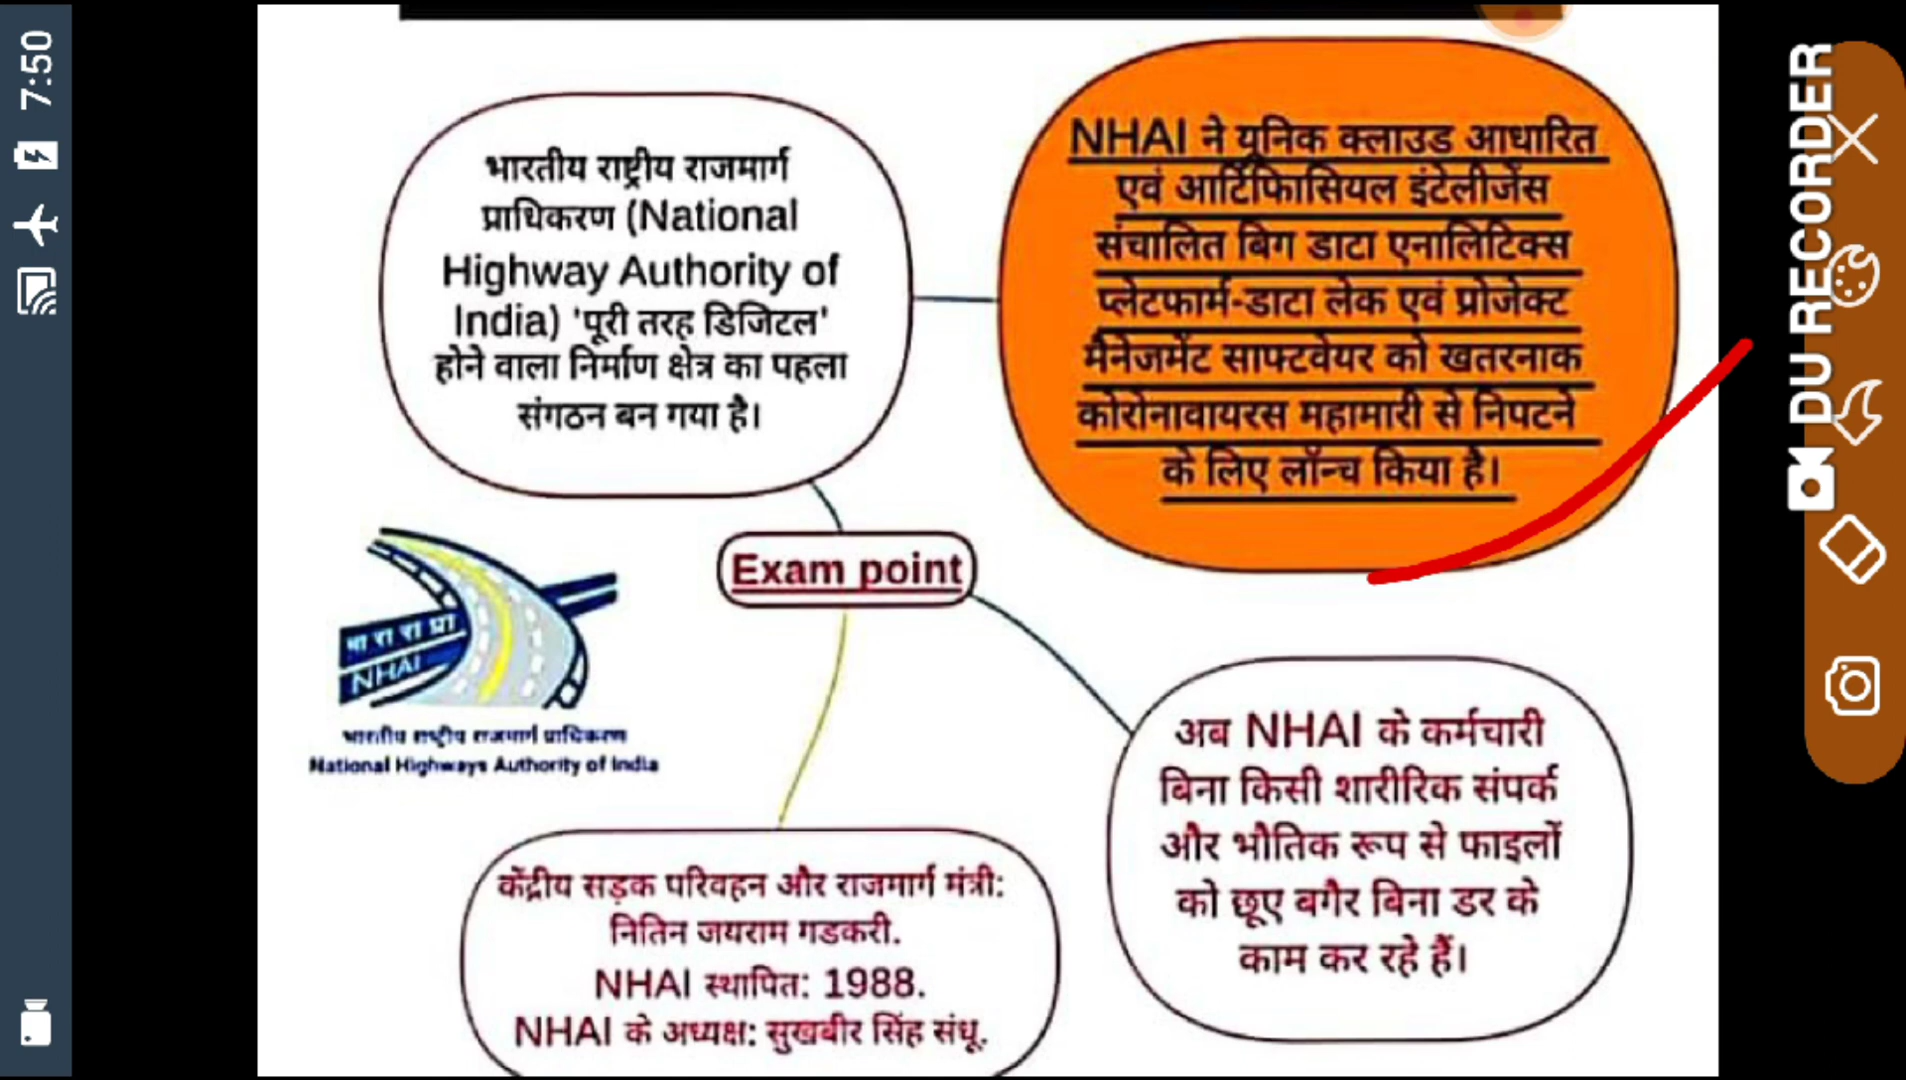 7:50
भारतीय राष्ट्रीय राजमार्ग
प्राधिकरण (National
Highway Authority of
India) 'पूरी तरह डिजिटल'
होने वाला निर्माण क्षेत्र का पहला
संगठन बन गया है।
NHAI ने यूनिक क्लाउड आधारित
एवं आर्टिफिासियल इंटेलीजेंस
संचालित बिग डाटा एनालिटिक्स
प्लेटफार्म-डाटा लेक एवं प्रोजेक्ट
मैनेजमेंट साफ्टवेयर को खतरनाक
कोरोनावायरस महामारी से निपटने
के लिए लॉन्च किया है।
Exam point
भा रा रा प्रा
NHAI
भारतीय राष्ट्रीय राजमार्ग प्राधिकरण
National Highways Authority of India
अब NHAI के कर्मचारी
बिना किसी शारीरिक संपर्क
और भौतिक रूप से फाइलों
को छूए बगैर बिना डर के
काम कर रहे हैं।
केंद्रीय सड़क परिवहन और राजमार्ग मंत्री:
नितिन जयराम गडकरी.
NHAI स्थापित: 1988.
NHAI के अध्यक्ष: सुखबीर सिंह संधू.
DU RECORDER